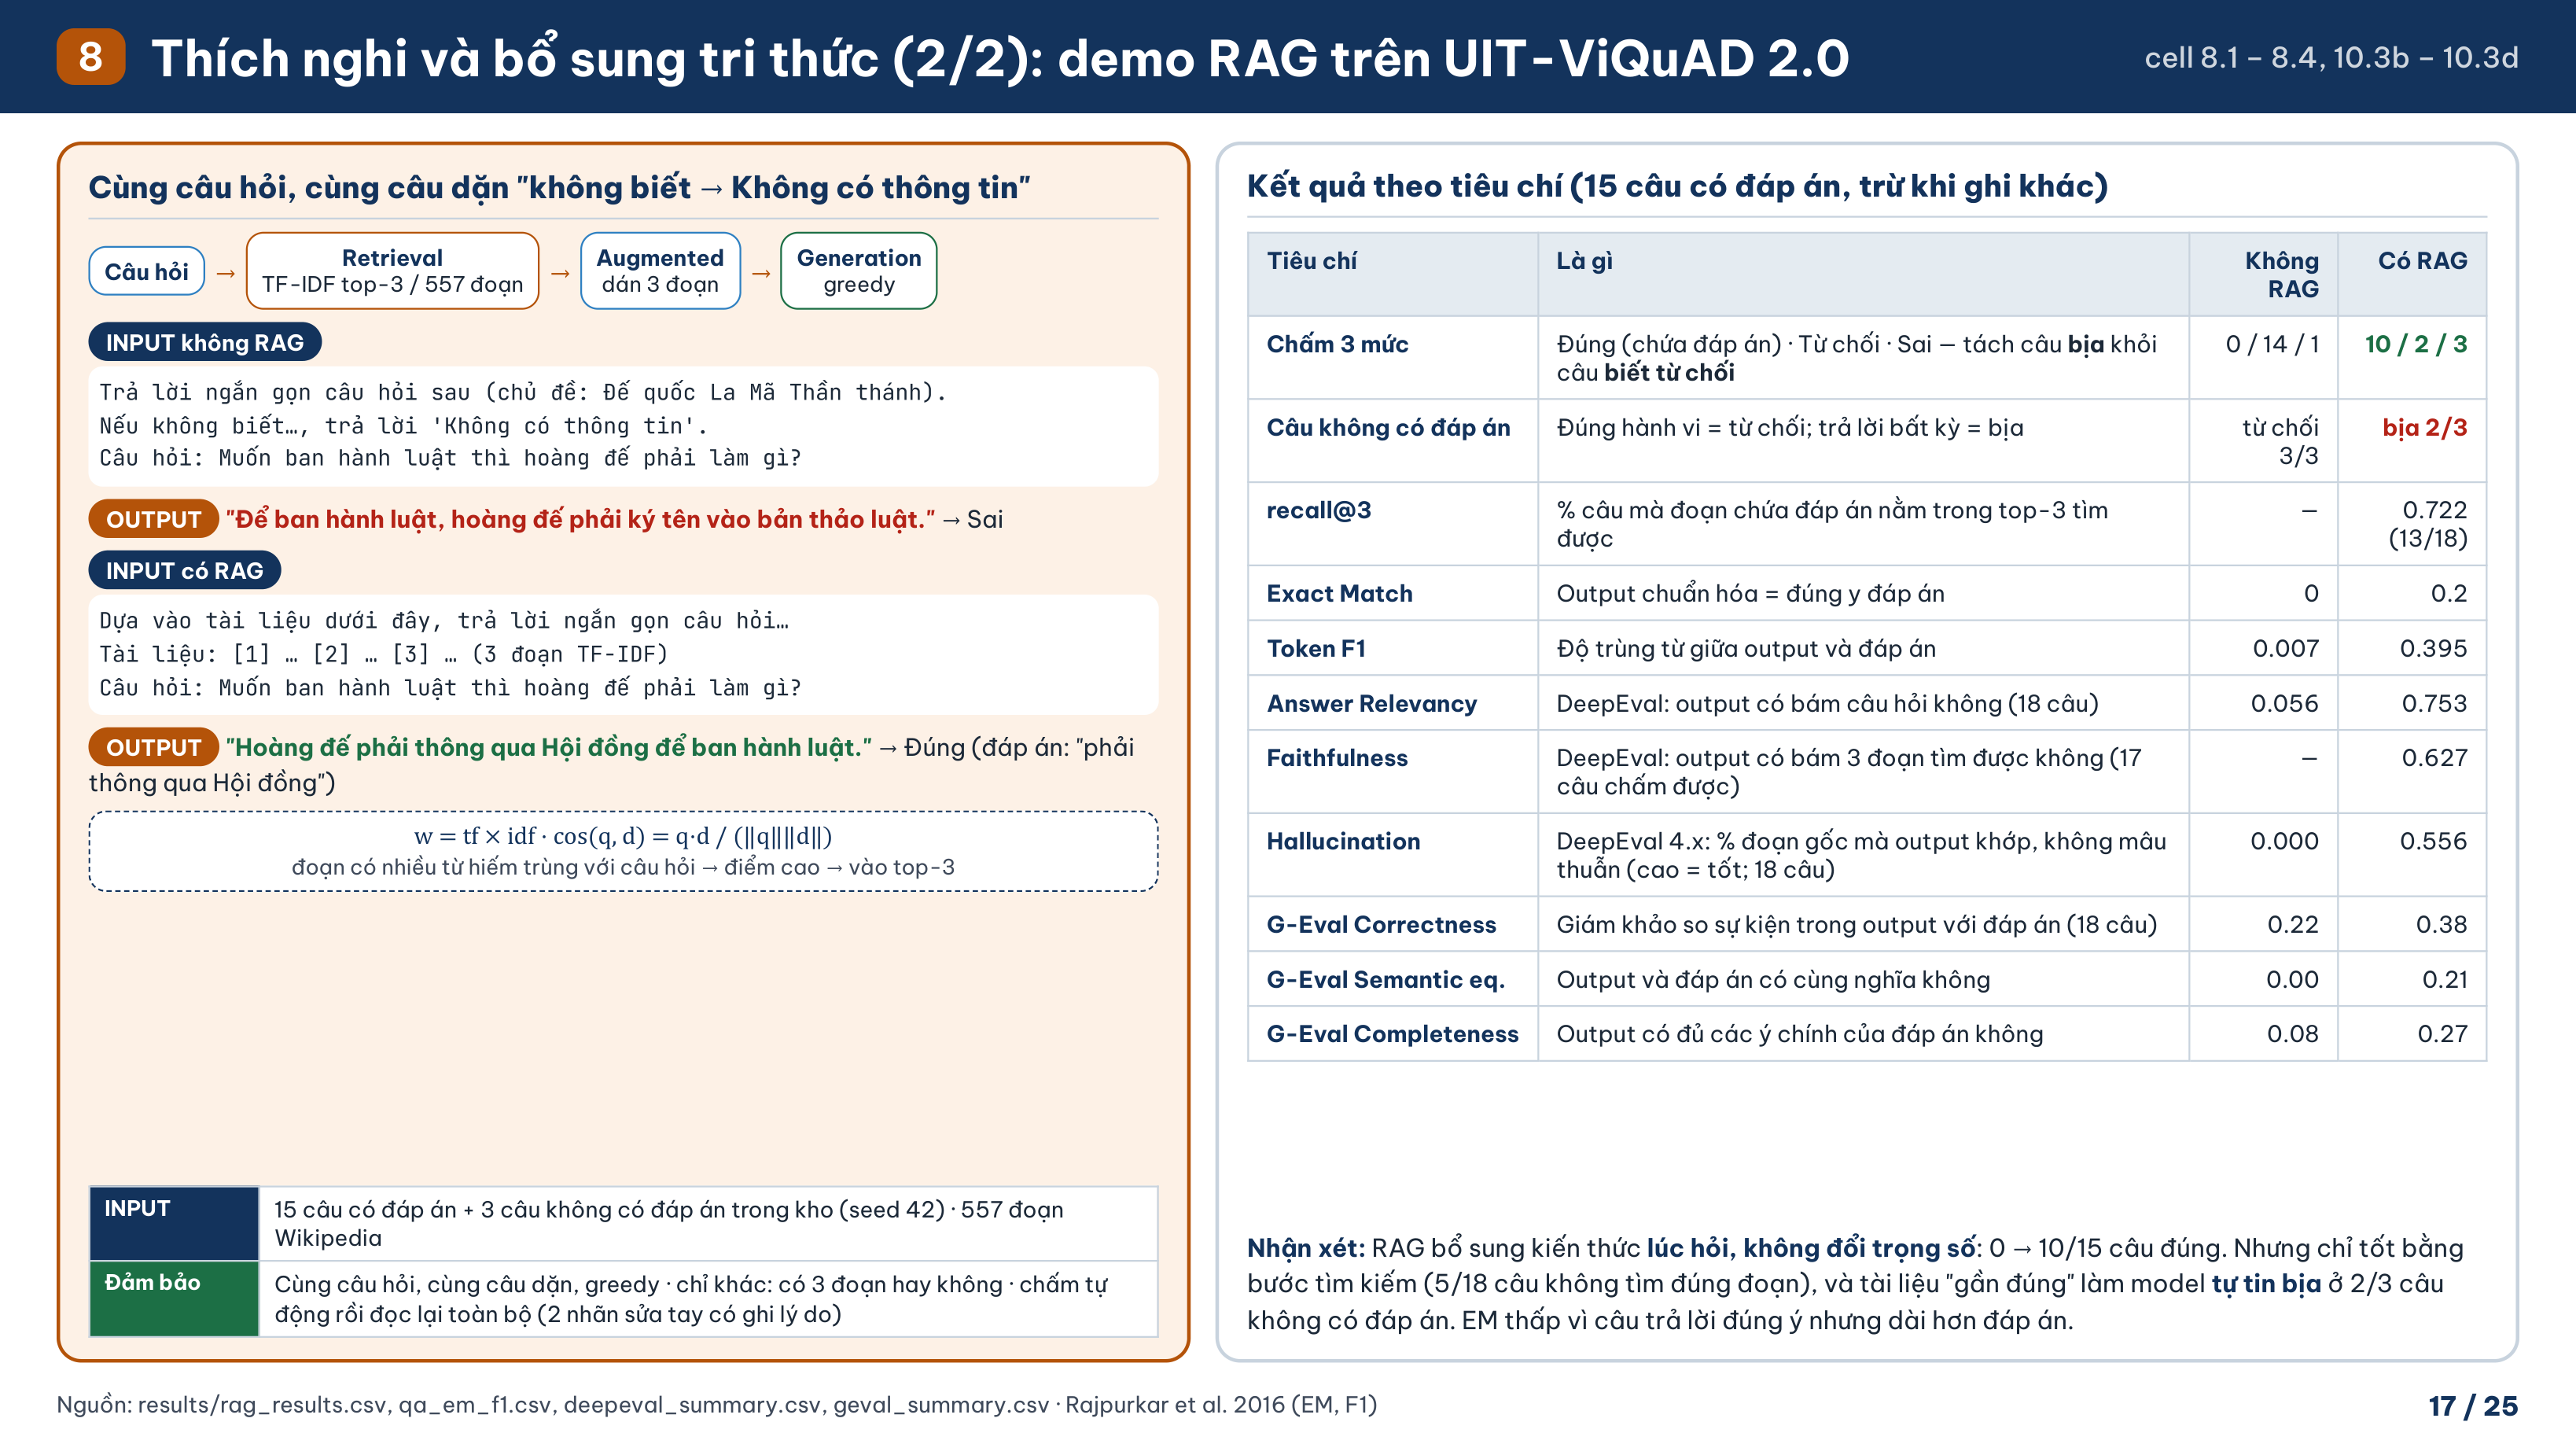 8 Thích nghi và bổ sung tri thức (2/2): demo RAG trên UIT-ViQuAD 2.0
cell 8.1 – 8.4, 10.3b – 10.3d
Cùng câu hỏi, cùng câu dặn "không biết → Không có thông tin"
Câu hỏi → Retrieval → Augmented → Generation
TF-IDF top-3 / 557 đoạn
dán 3 đoạn
greedy
INPUT không RAG
Trả lời ngắn gọn câu hỏi sau (chủ đề: Đế quốc La Mã Thần thánh).
Nếu không biết…, trả lời 'Không có thông tin'.
Câu hỏi: Muốn ban hành luật thì hoàng đế phải làm gì?
OUTPUT "Để ban hành luật, hoàng đế phải ký tên vào bản thảo luật." → Sai
INPUT có RAG
Dựa vào tài liệu dưới đây, trả lời ngắn gọn câu hỏi…
Tài liệu: [1] … [2] … [3] … (3 đoạn TF-IDF)
Câu hỏi: Muốn ban hành luật thì hoàng đế phải làm gì?
OUTPUT "Hoàng đế phải thông qua Hội đồng để ban hành luật." → Đúng (đáp án: "phải
thông qua Hội đồng")
w = tf × idf · cos(q, d) = q·d / (‖q‖‖d‖)
đoạn có nhiều từ hiếm trùng với câu hỏi → điểm cao → vào top-3
INPUT
15 câu có đáp án + 3 câu không có đáp án trong kho (seed 42) · 557 đoạn
Wikipedia
Đảm bảo
Cùng câu hỏi, cùng câu dặn, greedy · chỉ khác: có 3 đoạn hay không · chấm tự
động rồi đọc lại toàn bộ (2 nhãn sửa tay có ghi lý do)
Kết quả theo tiêu chí (15 câu có đáp án, trừ khi ghi khác)
Tiêu chí
Là gì
Không
RAG
Có RAG
Chấm 3 mức
Đúng (chứa đáp án) · Từ chối · Sai — tách câu bịa khỏi
câu biết từ chối
0 / 14 / 1
10 / 2 / 3
Câu không có đáp án
Đúng hành vi = từ chối; trả lời bất kỳ = bịa
từ chối
3/3
bịa 2/3
recall@3
% câu mà đoạn chứa đáp án nằm trong top-3 tìm
được
—
0.722
(13/18)
Exact Match
Output chuẩn hóa = đúng y đáp án
0
0.2
Token F1
Độ trùng từ giữa output và đáp án
0.007
0.395
Answer Relevancy
DeepEval: output có bám câu hỏi không (18 câu)
0.056
0.753
Faithfulness
DeepEval: output có bám 3 đoạn tìm được không (17
câu chấm được)
—
0.627
Hallucination
DeepEval 4.x: % đoạn gốc mà output khớp, không mâu
thuẫn (cao = tốt; 18 câu)
0.000
0.556
G-Eval Correctness
Giám khảo so sự kiện trong output với đáp án (18 câu)
0.22
0.38
G-Eval Semantic eq.
Output và đáp án có cùng nghĩa không
0.00
0.21
G-Eval Completeness
Output có đủ các ý chính của đáp án không
0.08
0.27
Nhận xét: RAG bổ sung kiến thức lúc hỏi, không đổi trọng số: 0 → 10/15 câu đúng. Nhưng chỉ tốt bằng
bước tìm kiếm (5/18 câu không tìm đúng đoạn), và tài liệu "gần đúng" làm model tự tin bịa ở 2/3 câu
không có đáp án. EM thấp vì câu trả lời đúng ý nhưng dài hơn đáp án.
Nguồn: results/rag_results.csv, qa_em_f1.csv, deepeval_summary.csv, geval_summary.csv · Rajpurkar et al. 2016 (EM, F1)
17 / 25